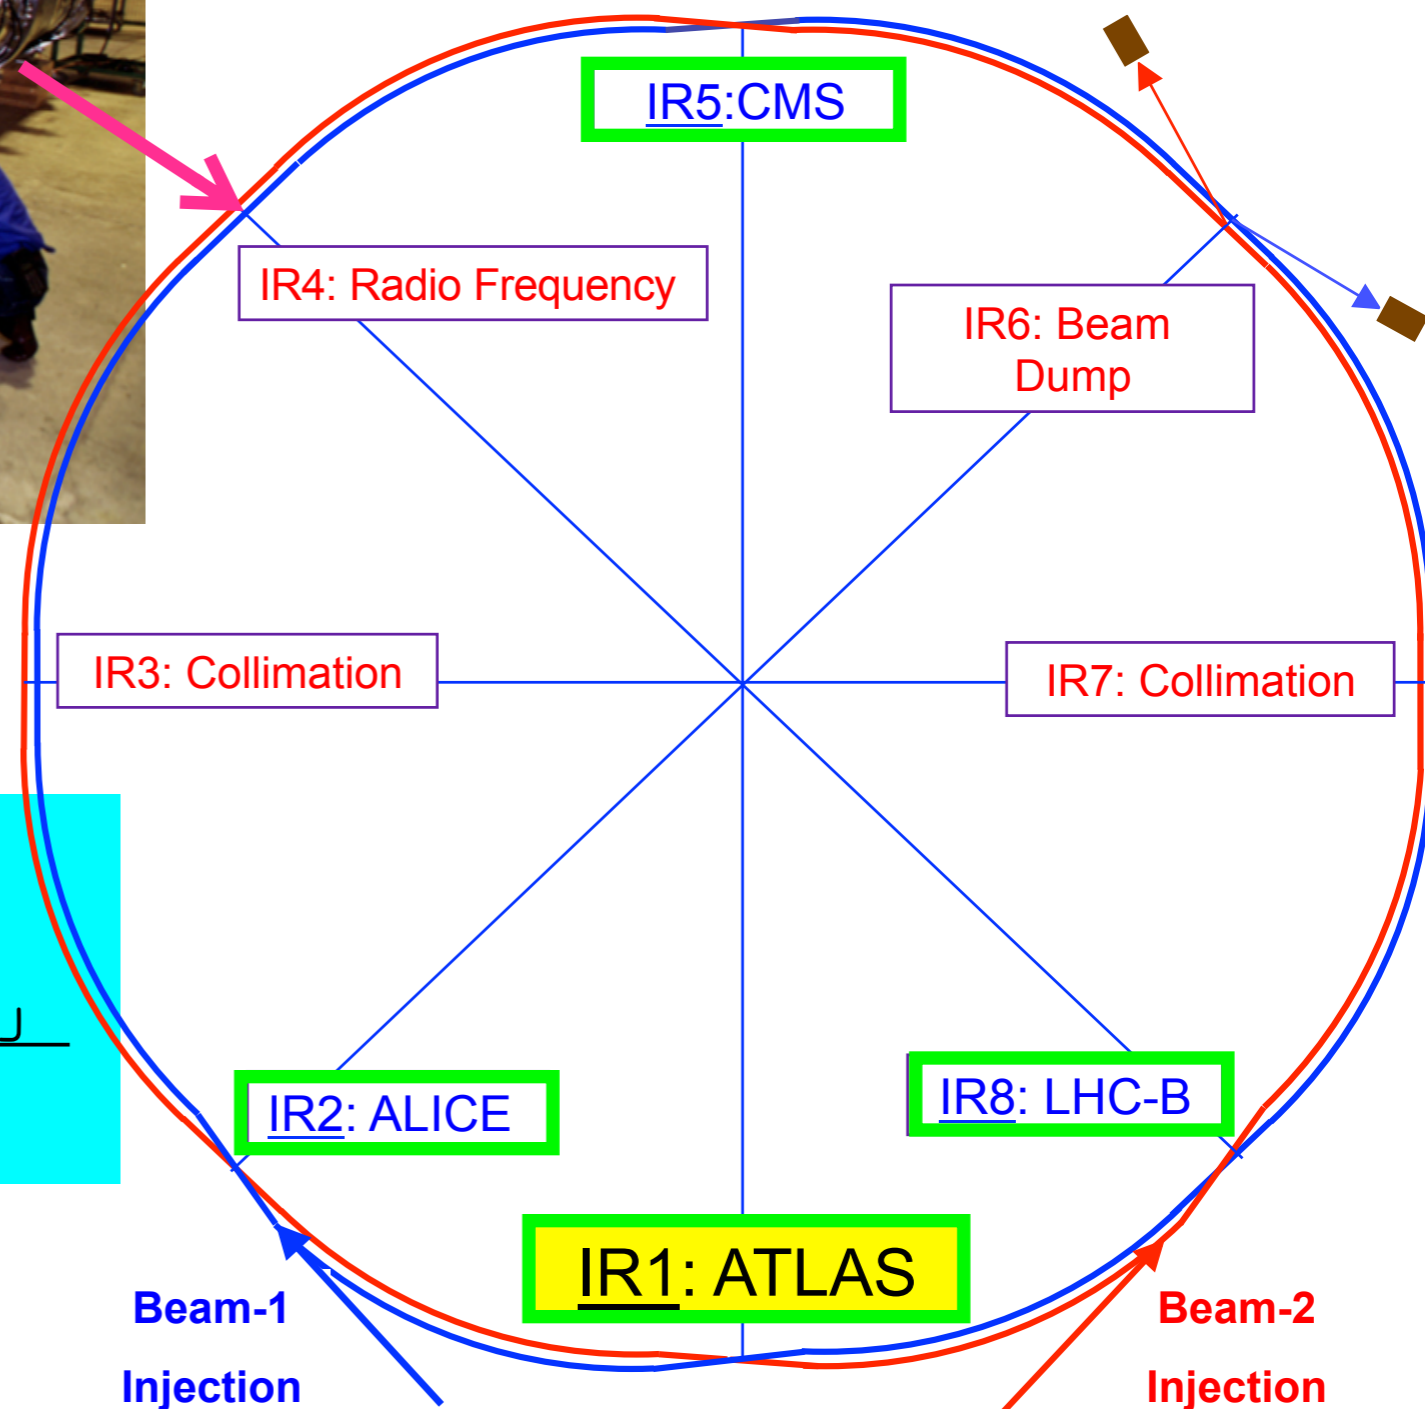 IR5:CMS
IR4: Radio Frequency
IR6: Beam
Dump
IR3: Collimation
IR7: Collimation
IR2: ALICE
IR8: LHC-B
IR1: ATLAS
Beam-1
Injection
Beam-2
Injection